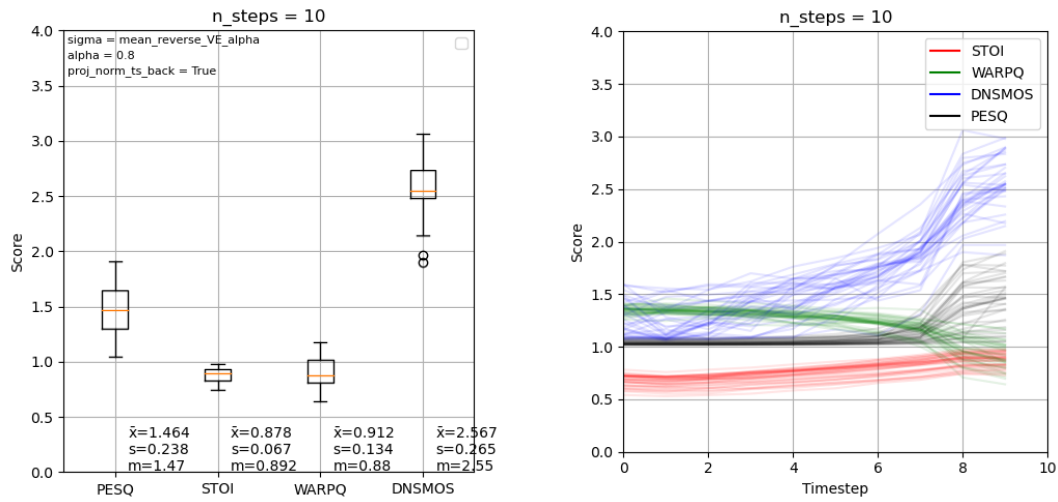 n_steps = 10
sigma = mean_reverse_VE_alpha
alpha = 0.8
proj_norm_ts_back = True
Score
4.0
3.5
3.0
2.5
2.0
1.5
1.0
0.5
0.0
x̄=1.464
s=0.238
m=1.47
x̄=0.878
s=0.067
m=0.892
x̄=0.912
s=0.134
m=0.88
x̄=2.567
s=0.265
m=2.55
PESQ STOI WARPQ DNSMOS
n_steps = 10
STOI
WARPQ
DNSMOS
PESQ
Score
4.0
3.5
3.0
2.5
2.0
1.5
1.0
0.5
0.0
0 2 4 6 8 10
Timestep